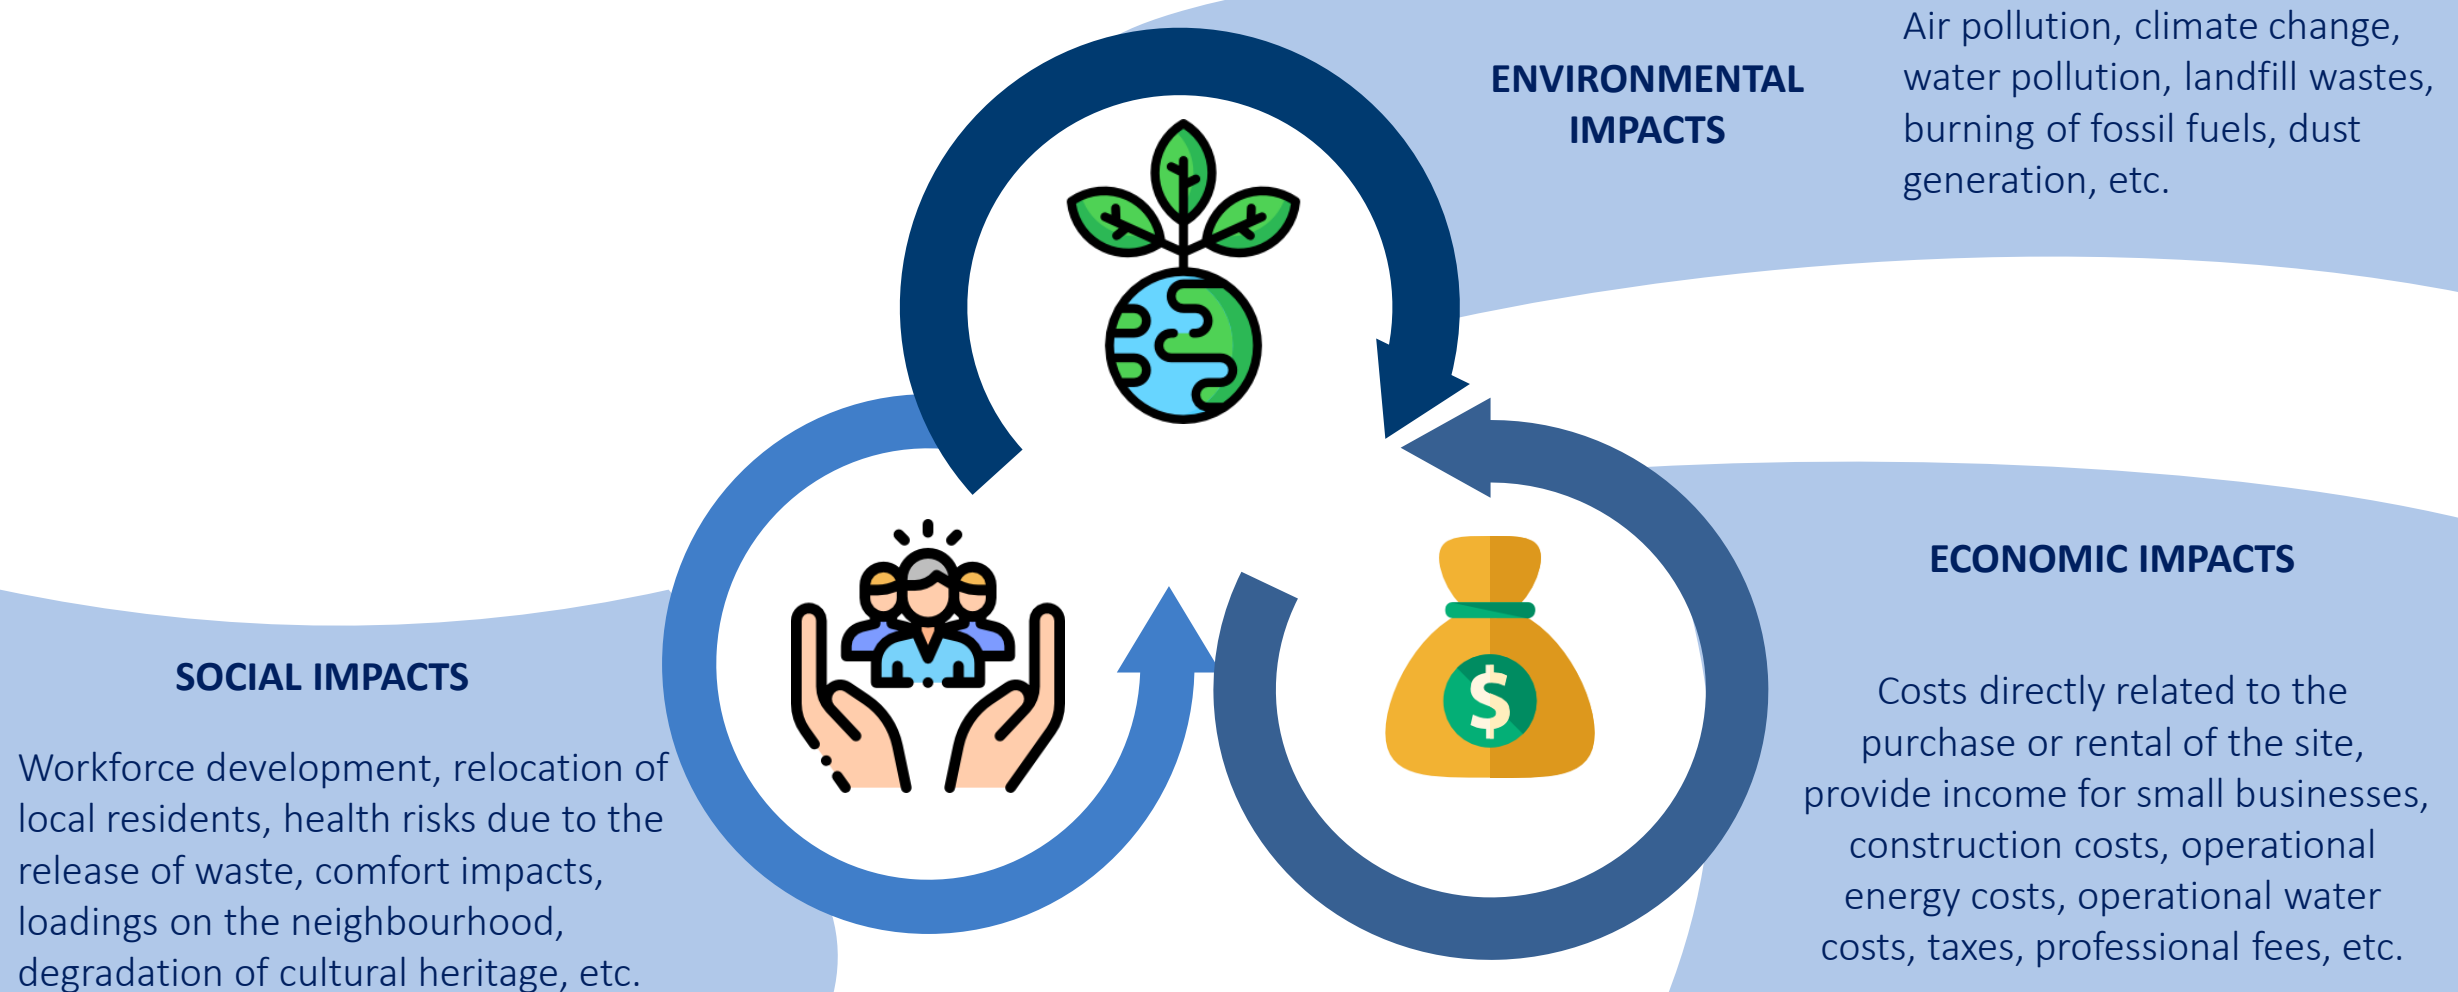 ENVIRONMENTAL
IMPACTS
Air pollution, climate change,
water pollution, landfill wastes,
burning of fossil fuels, dust
generation, etc.
SOCIAL IMPACTS
Workforce development, relocation of
local residents, health risks due to the
release of waste, comfort impacts,
loadings on the neighbourhood,
degradation of cultural heritage, etc.
$
ECONOMIC IMPACTS
Costs directly related to the
purchase or rental of the site,
provide income for small businesses,
construction costs, operational
energy costs, operational water
costs, taxes, professional fees, etc.